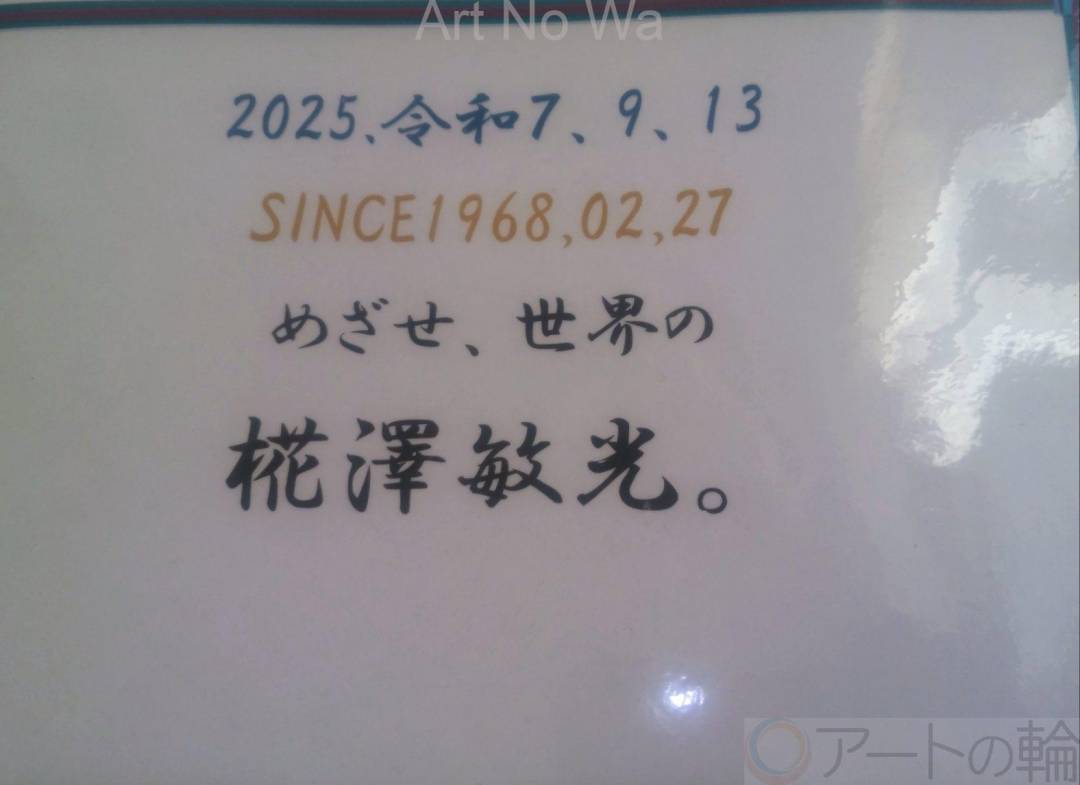 Art No Wa
2025、令和7、9、13
SINCE1968,02,27
めざせ、世界の
椛澤敏光。
アートの輪